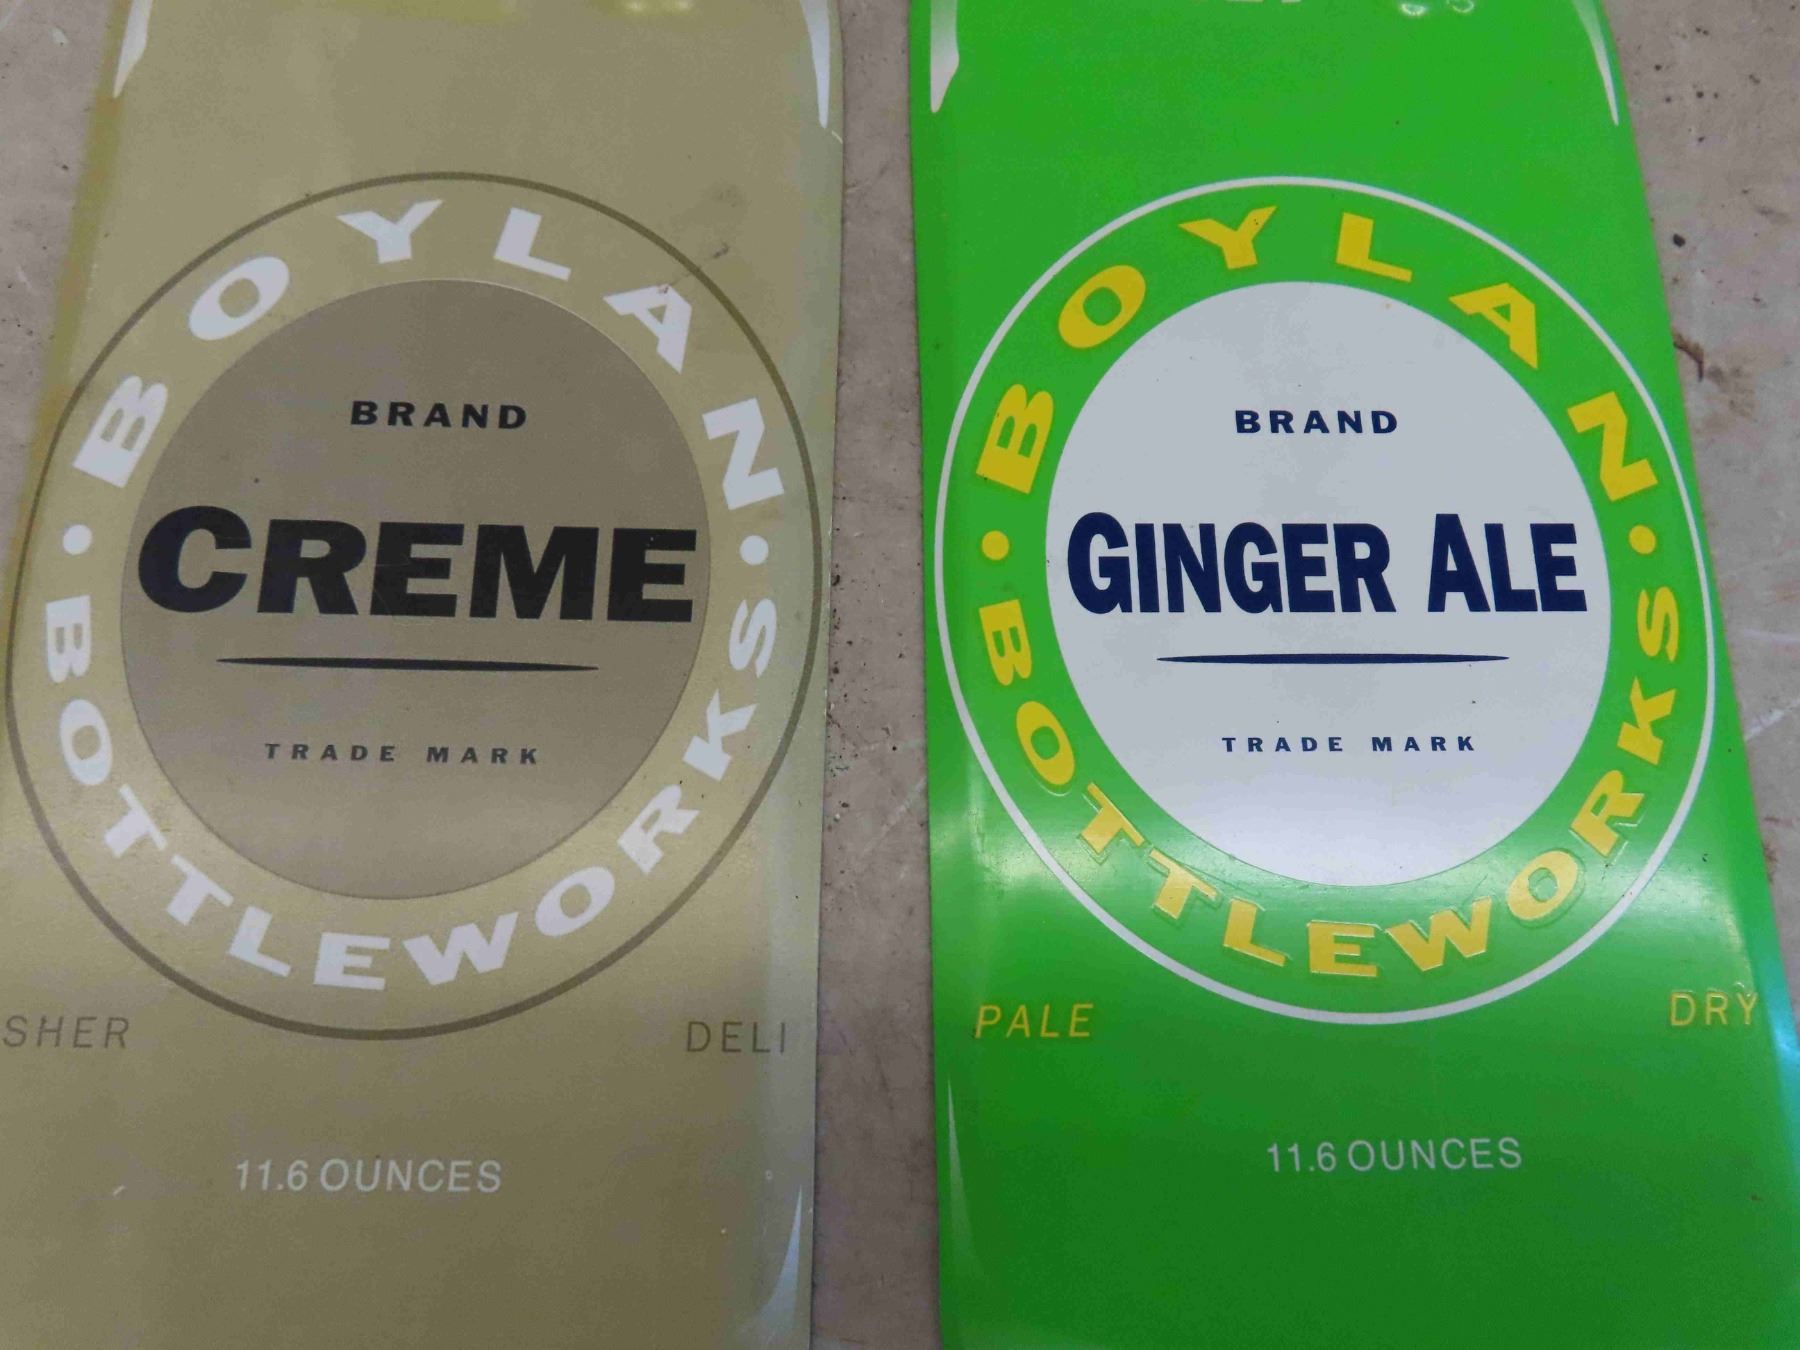 BOYLAN
BRAND
CREME
TRADE MARK
BOTTLEWORKS
SHER DELI
11.6 OUNCES
BOYLAN
BRAND
GINGER ALE
TRADE MARK
BOTTLEWORKS
PALE DRY
11.6 OUNCES